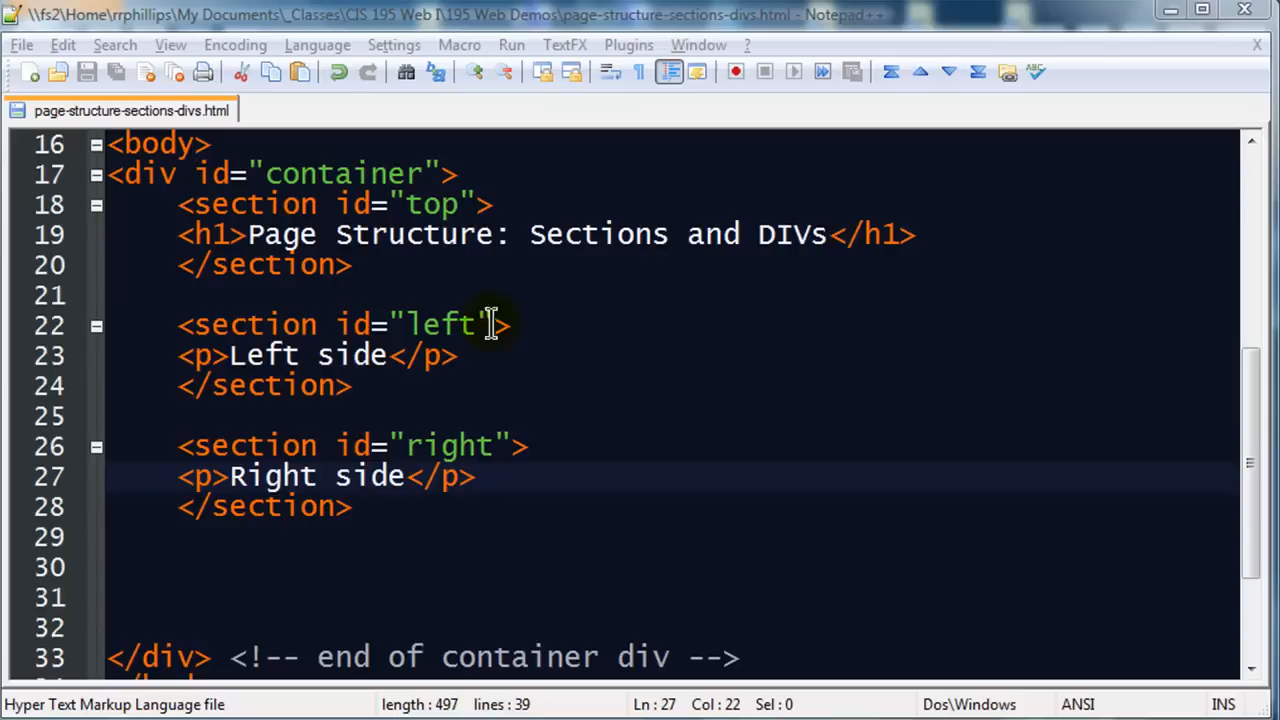 \\fs2\Home\rrphillips\My Documents\_Classes\CIS 195 Web I\195 Web Demos\page-structure-sections-divs.html - Notepad++
File Edit Search View Encoding Language Settings Macro Run TextFX Plugins Window ? X
page-structure-sections-divs.html
16 <body>
17 <div id="container">
18 <section id="top">
19 <h1>Page Structure: Sections and DIVs</h1>
20 </section>
21
22 <section id="left">
23 <p>Left side</p>
24 </section>
25
26 <section id="right">
27 <p>Right side</p>
28 </section>
29
30
31
32
33 </div> <!-- end of container div -->
Hyper Text Markup Language file length : 497 lines : 39 Ln : 27 Col : 22 Sel : 0 Dos\Windows ANSI INS